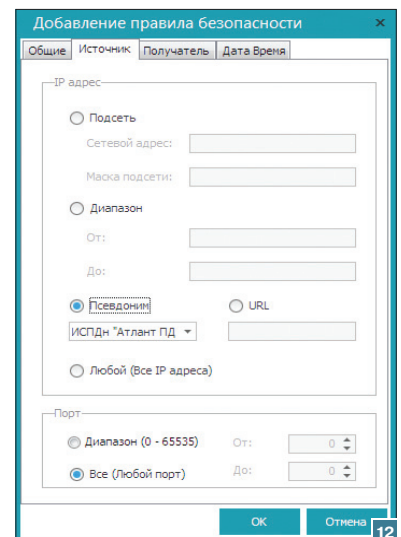 Добавление правила безопасности ×
Общие Источник Получатель Дата Время
IP адрес
Подсеть
Сетевой адрес:
Маска подсети:
Диапазон
От:
До:
Псевдоним URL
ИСПДн "Атлант ПД
Любой (Все IP адреса)
Порт
Диапазон (0 - 65535) От: 0
Все (Любой порт) До: 0
OK Отмена
12